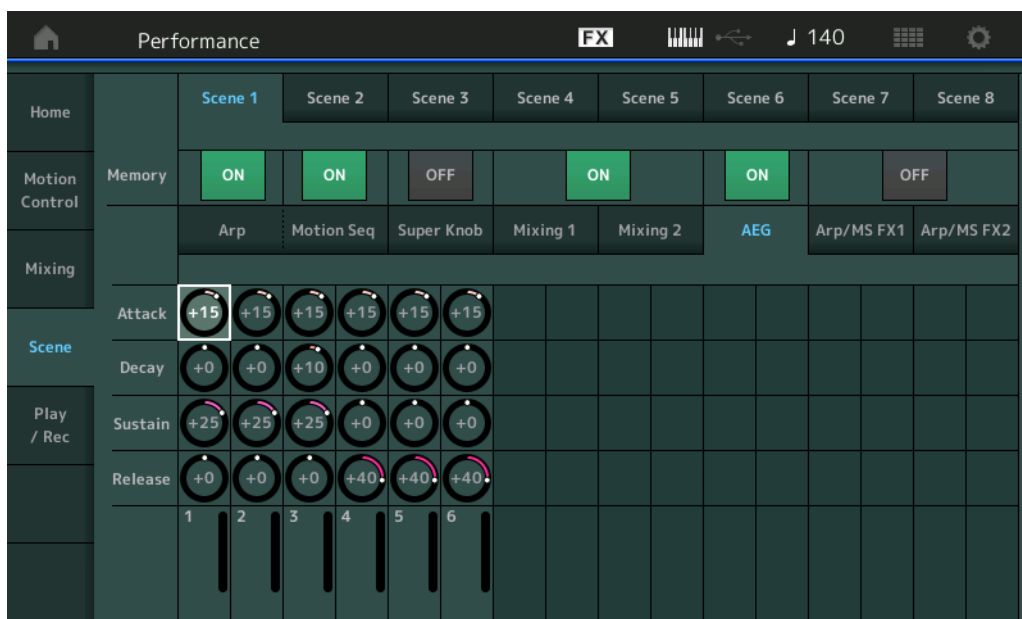 Performance FX 140
Scene 1 Scene 2 Scene 3 Scene 4 Scene 5 Scene 6 Scene 7 Scene 8
Home
Memory ON ON OFF ON ON OFF
Motion
Control
Arp Motion Seq Super Knob Mixing 1 Mixing 2 AEG Arp/MS FX1 Arp/MS FX2
Mixing
Attack +15 +15 +15 +15 +15 +15
Scene
Decay +0 +0 +10 +0 +0 +0
Play
/ Rec
Sustain +25 +25 +25 +0 +0 +0
Release +0 +0 +0 +40 +40 +40
1 2 3 4 5 6